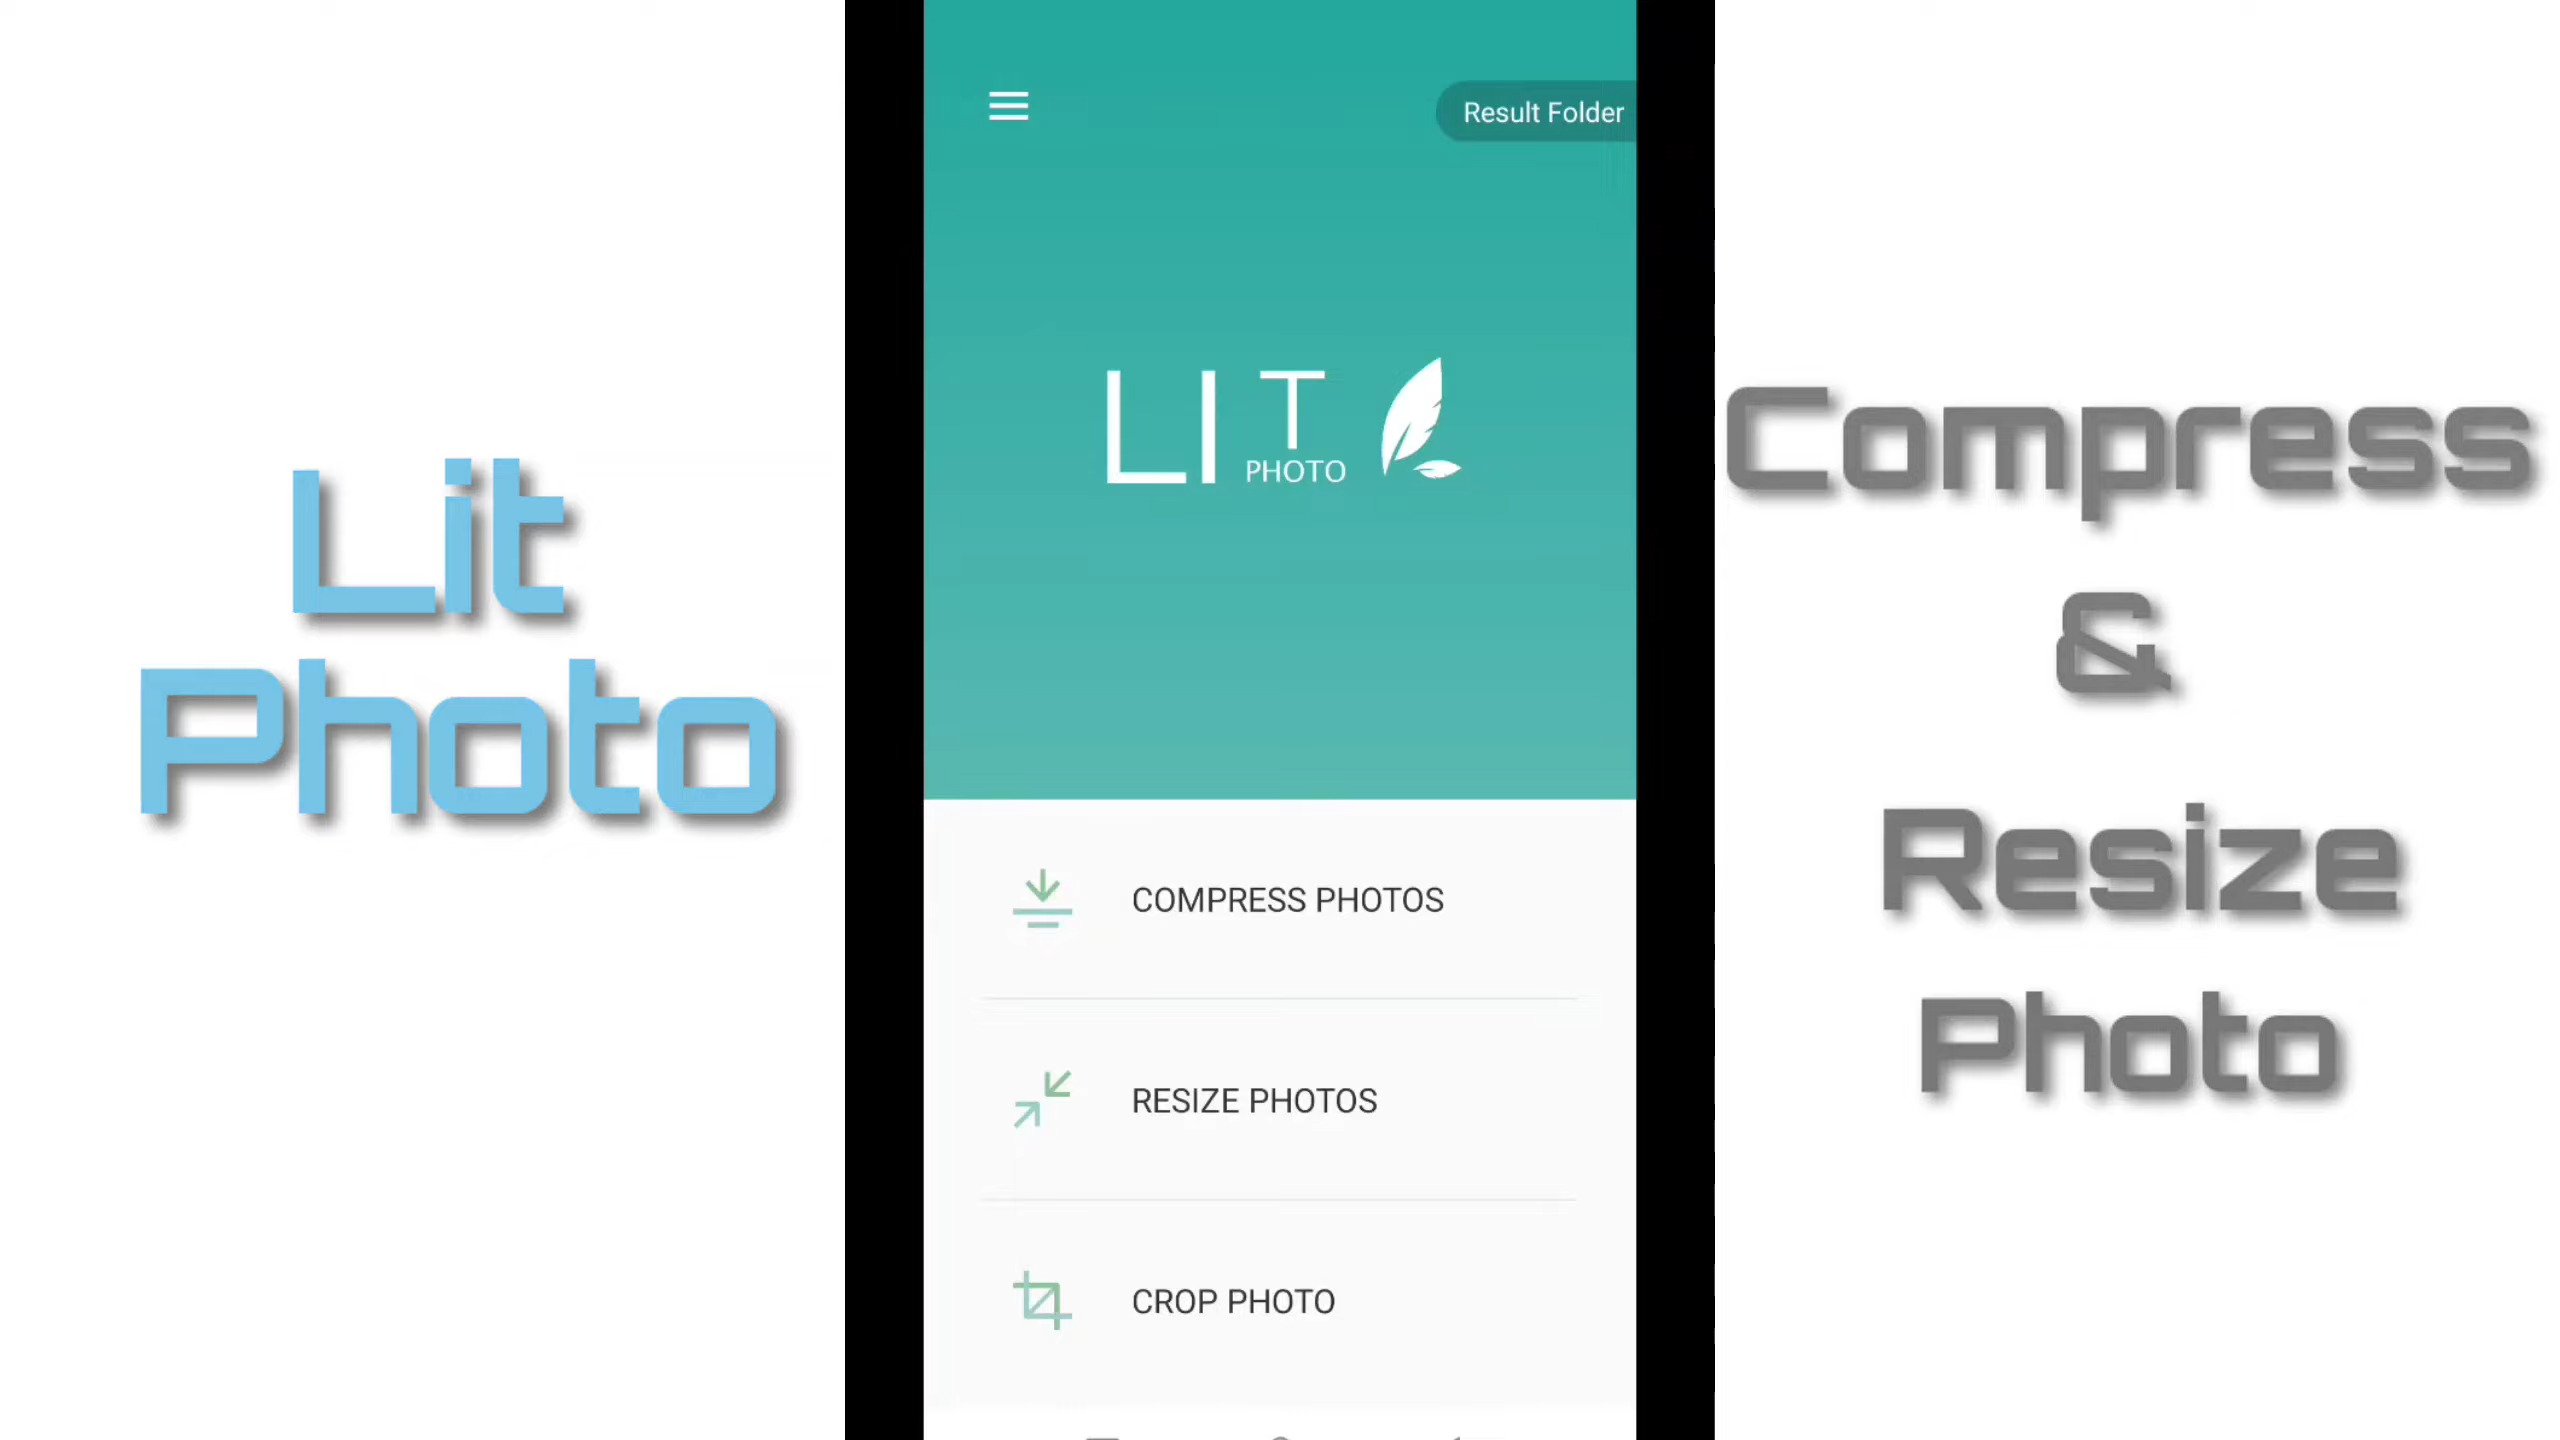 Lit
Photo
Result Folder
LIT
PHOTO
COMPRESS PHOTOS
RESIZE PHOTOS
CROP PHOTO
Compress
&
Resize
Photo